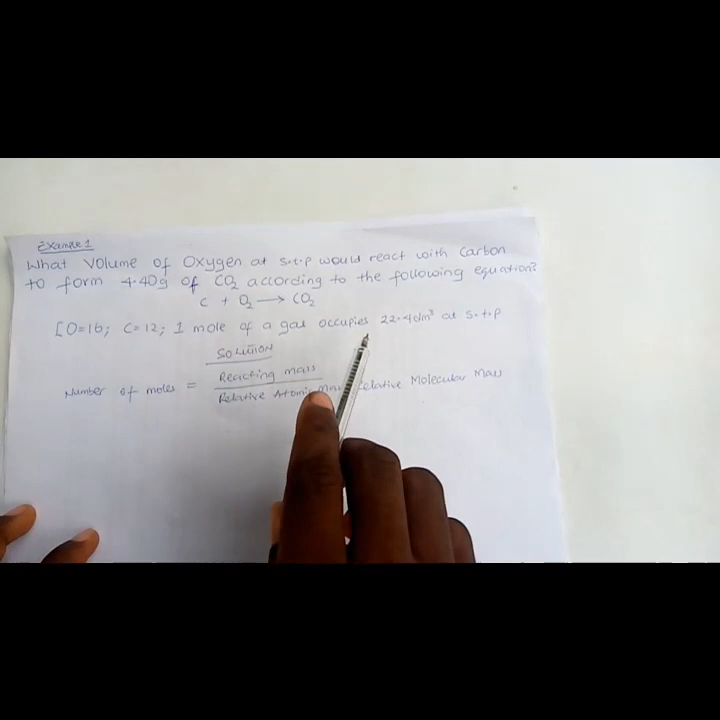 Example 1
What Volume of Oxygen at s.t.p would react with Carbon
to form 4.40g of CO2 according to the following equation?
C + O2 → CO2
[O=16; C=12; 1 mole of a gas occupies 22.4dm³ at s.t.p
SOLUTION
Number of moles = Reacting mass
Relative Atomic Relative Molecular Mass